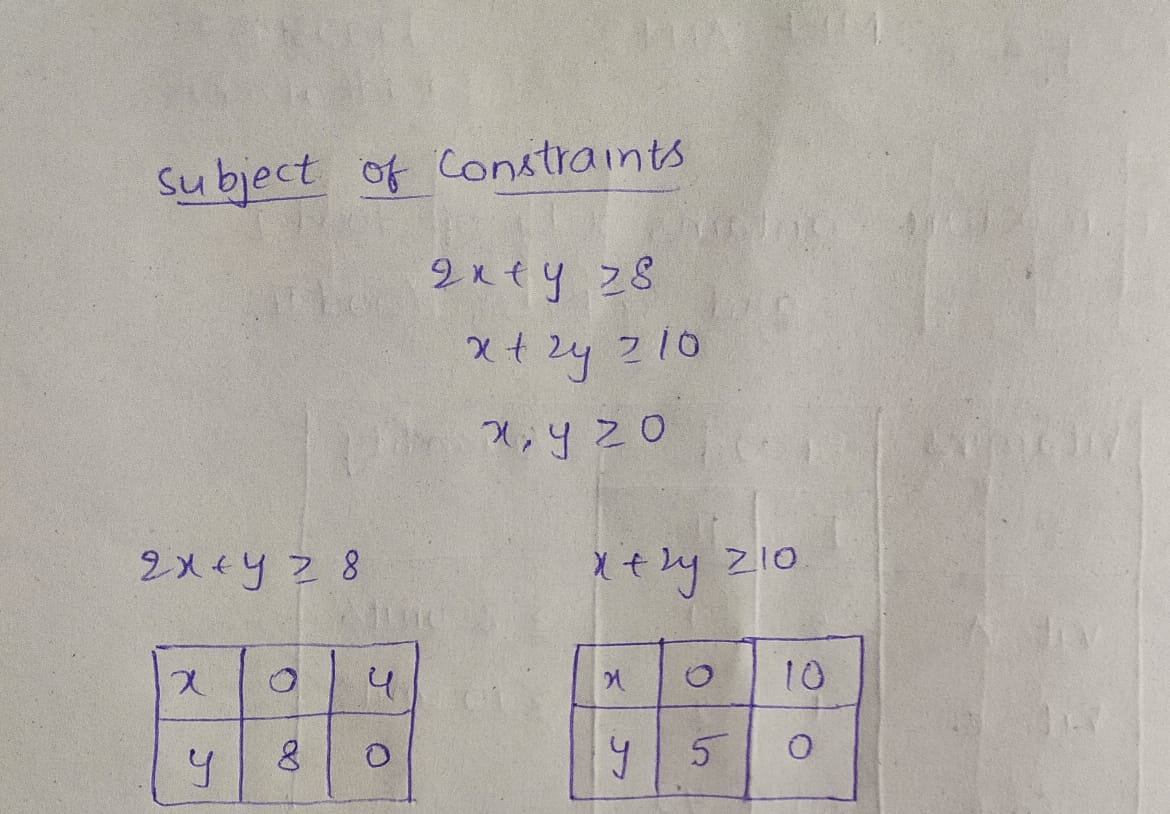 Subject of Constraints
2x + y ≥ 8
x + 2y ≥ 10
x, y ≥ 0
2x + y ≥ 8
x + 2y ≥ 10
x 0 4
y 8 0
x 0 10
y 5 0